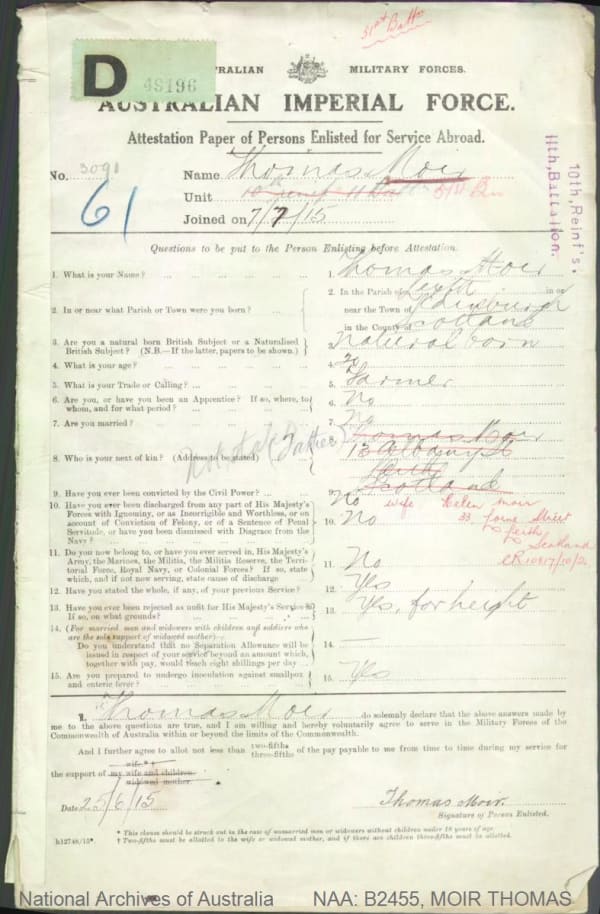 31st Battn
D 48196
AUSTRALIAN MILITARY FORCES.
AUSTRALIAN IMPERIAL FORCE.
Attestation Paper of Persons Enlisted for Service Abroad.
No. 3091 Name Thomas Moir
61
Unit 51st Bn
Joined on 7/7/15
10th, Reinf's.
11th, Battalion.
Questions to be put to the Person Enlisting before Attestation.
1. What is your Name? ... ... 1. Thomas Moir
2. In or near what Parish or Town were you born? ... 2. In the Parish of Leith in or
near the Town of Edinburgh
in the County of Scotland
3. Are you a natural born British Subject or a Naturalised
British Subject? (N.B.—If the latter, papers to be shown.) 3. Natural born
4. What is your age? ... 4.
5. What is your Trade or Calling? ... 5. Farmer
6. Are you, or have you been an Apprentice? If so, where, to
whom, and for what period? ... 6. No
7. Are you married? ... 7. No
8. Who is your next of kin? (Address to be stated) Father 8. Thomas Moir
13 Albany St
Leith
Scotland
9. Have you ever been convicted by the Civil Power? ... 9. No
wife Helen Moir
33 Street
Leith
Scotland
10. Have you ever been discharged from any part of His Majesty's
Forces with Ignominy, or as Incorrigible and Worthless, or on
account of Conviction of Felony, or of a Sentence of Penal
Servitude, or have you been dismissed with Disgrace from the
Navy? ... 10. No
11. Do you now belong to, or have you ever served in, His Majesty's
Army, the Marines, the Militia, the Militia Reserve, the Terri-
torial Force, Royal Navy, or Colonial Forces? If so, state
which, and if not now serving, state cause of discharge 11. No
12. Have you stated the whole, if any, of your previous Service? 12. Yes
13. Have you ever been rejected as unfit for His Majesty's Service?
If so, on what grounds? ... 13. Yes, for height
14. (For married men and widowers with children and soldiers who
are the sole support of widowed mother)—
Do you understand that no Separation Allowance will be
issued in respect of your service beyond an amount which,
together with pay, would reach eight shillings per day ... 14. —
15. Are you prepared to undergo inoculation against smallpox
and enteric fever? ... 15. Yes
I, Thomas Moir do solemnly declare that the above answers made by
me to the above questions are true, and I am willing and hereby voluntarily agree to serve in the Military Forces of the
Commonwealth of Australia within or beyond the limits of the Commonwealth.
And I further agree to allot not less than two-fifths
three-fifths of the pay payable to me from time to time during my service for
wife*†
the support of my wife and children.
widowed mother.
Date 25/6/15 Thomas Moir.
Signature of Person Enlisted.
* This clause should be struck out in the case of unmarried men or widowers without children under 18 years of age.
h12748/15*. † Two-fifths must be allotted to the wife or widowed mother, and if there are children three-fifths must be allotted.
National Archives of Australia NAA: B2455, MOIR THOMAS